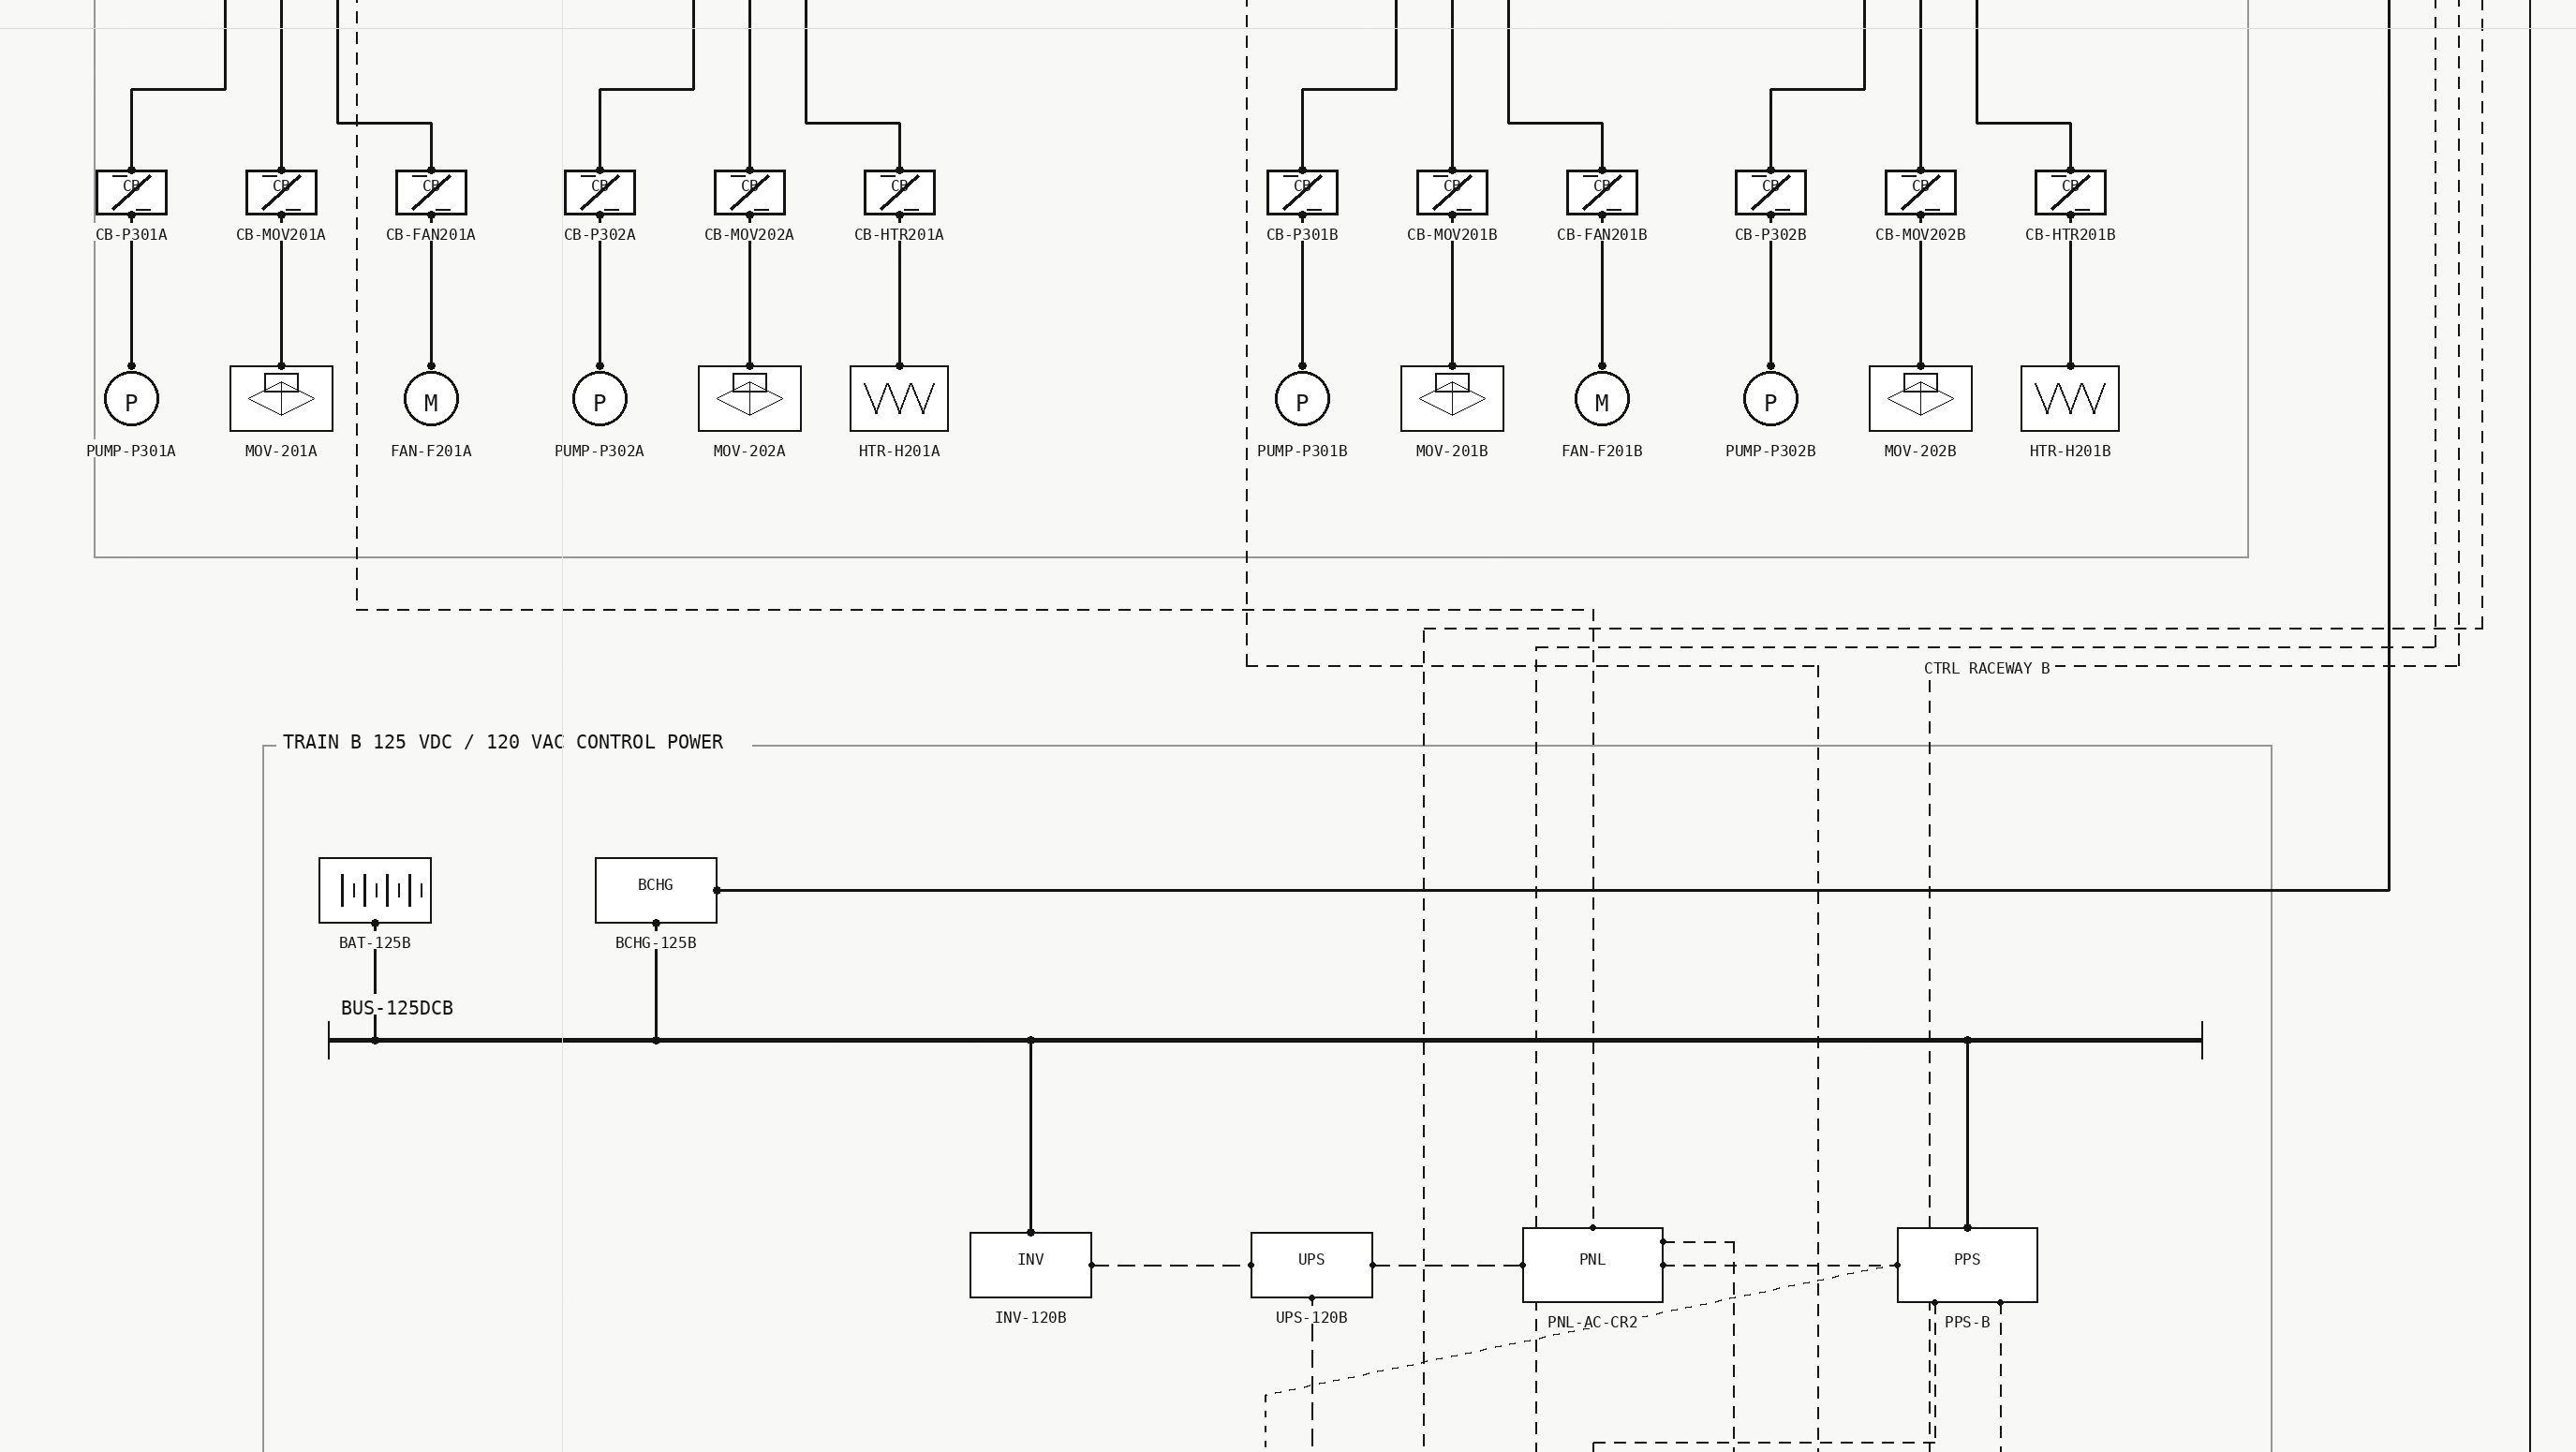 CB CB CB CB CB CB CB CB CB CB CB CB
CB-P301A CB-MOV201A CB-FAN201A CB-P302A CB-MOV202A CB-HTR201A CB-P301B CB-MOV201B CB-FAN201B CB-P302B CB-MOV202B CB-HTR201B
P M P P M P
PUMP-P301A MOV-201A FAN-F201A PUMP-P302A MOV-202A HTR-H201A PUMP-P301B MOV-201B FAN-F201B PUMP-P302B MOV-202B HTR-H201B
CTRL RACEWAY B
TRAIN B 125 VDC / 120 VAC CONTROL POWER
BCHG
BAT-125B BCHG-125B
BUS-125DCB
INV UPS PNL PPS
INV-120B UPS-120B PNL-AC-CR2 PPS-B